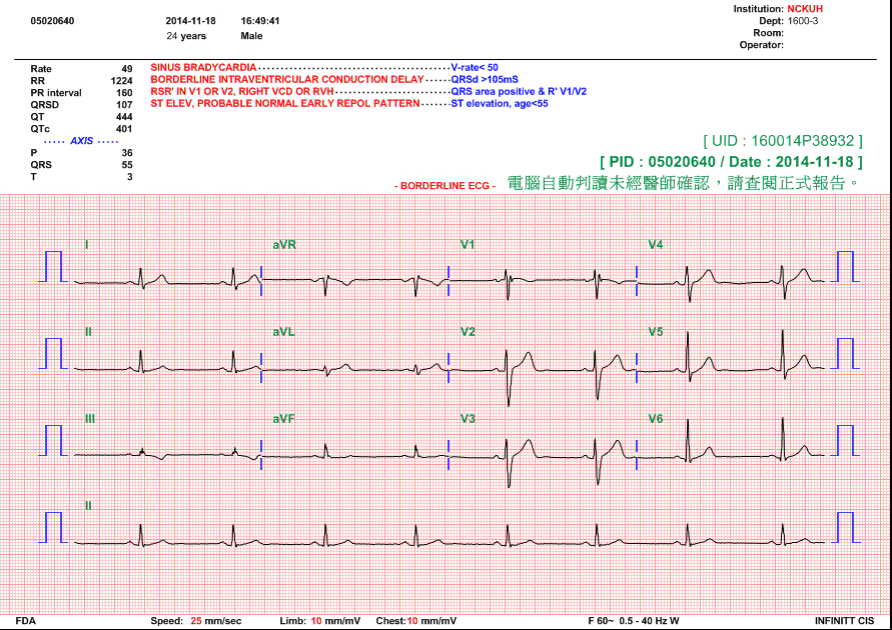 Institution: NCKUH
05020640 2014-11-18 16:49:41 Dept: 1600-3
24 years Male Room:
Operator:
Rate 49 SINUS BRADYCARDIA V-rate< 50
RR 1224 BORDERLINE INTRAVENTRICULAR CONDUCTION DELAY QRSd >105mS
PR interval 160 RSR' IN V1 OR V2, RIGHT VCD OR RVH QRS area positive & R' V1/V2
QRSD 107 ST ELEV, PROBABLE NORMAL EARLY REPOL PATTERN ST elevation, age<55
QT 444
QTc 401
----- AXIS -----
P 36
QRS 55
T 3
[ UID : 160014P38932 ]
[ PID : 05020640 / Date : 2014-11-18 ]
- BORDERLINE ECG - 電腦自動判讀未經醫師確認，請查閱正式報告。
I aVR V1 V4
II aVL V2 V5
III aVF V3 V6
II
FDA Speed: 25 mm/sec Limb: 10 mm/mV Chest:10 mm/mV F 60~ 0.5 - 40 Hz W INFINITT CIS